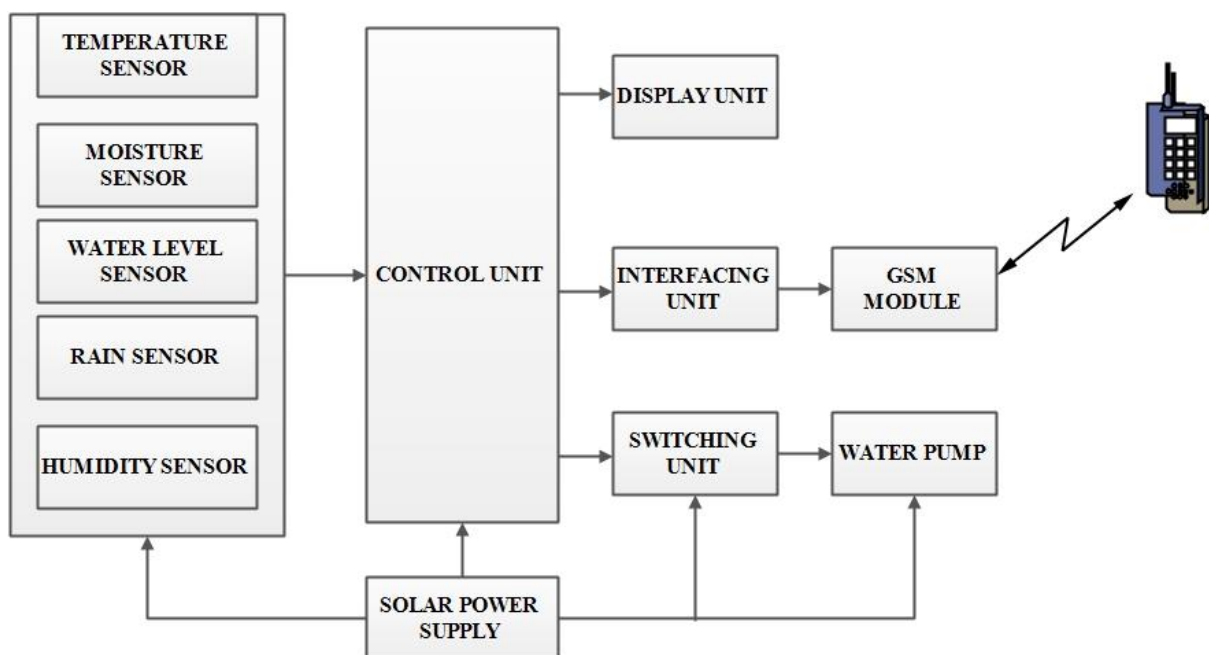 TEMPERATURE
SENSOR
MOISTURE
SENSOR
WATER LEVEL
SENSOR
RAIN SENSOR
HUMIDITY SENSOR
CONTROL UNIT
DISPLAY UNIT
INTERFACING
UNIT
GSM
MODULE
SWITCHING
UNIT
WATER PUMP
SOLAR POWER
SUPPLY